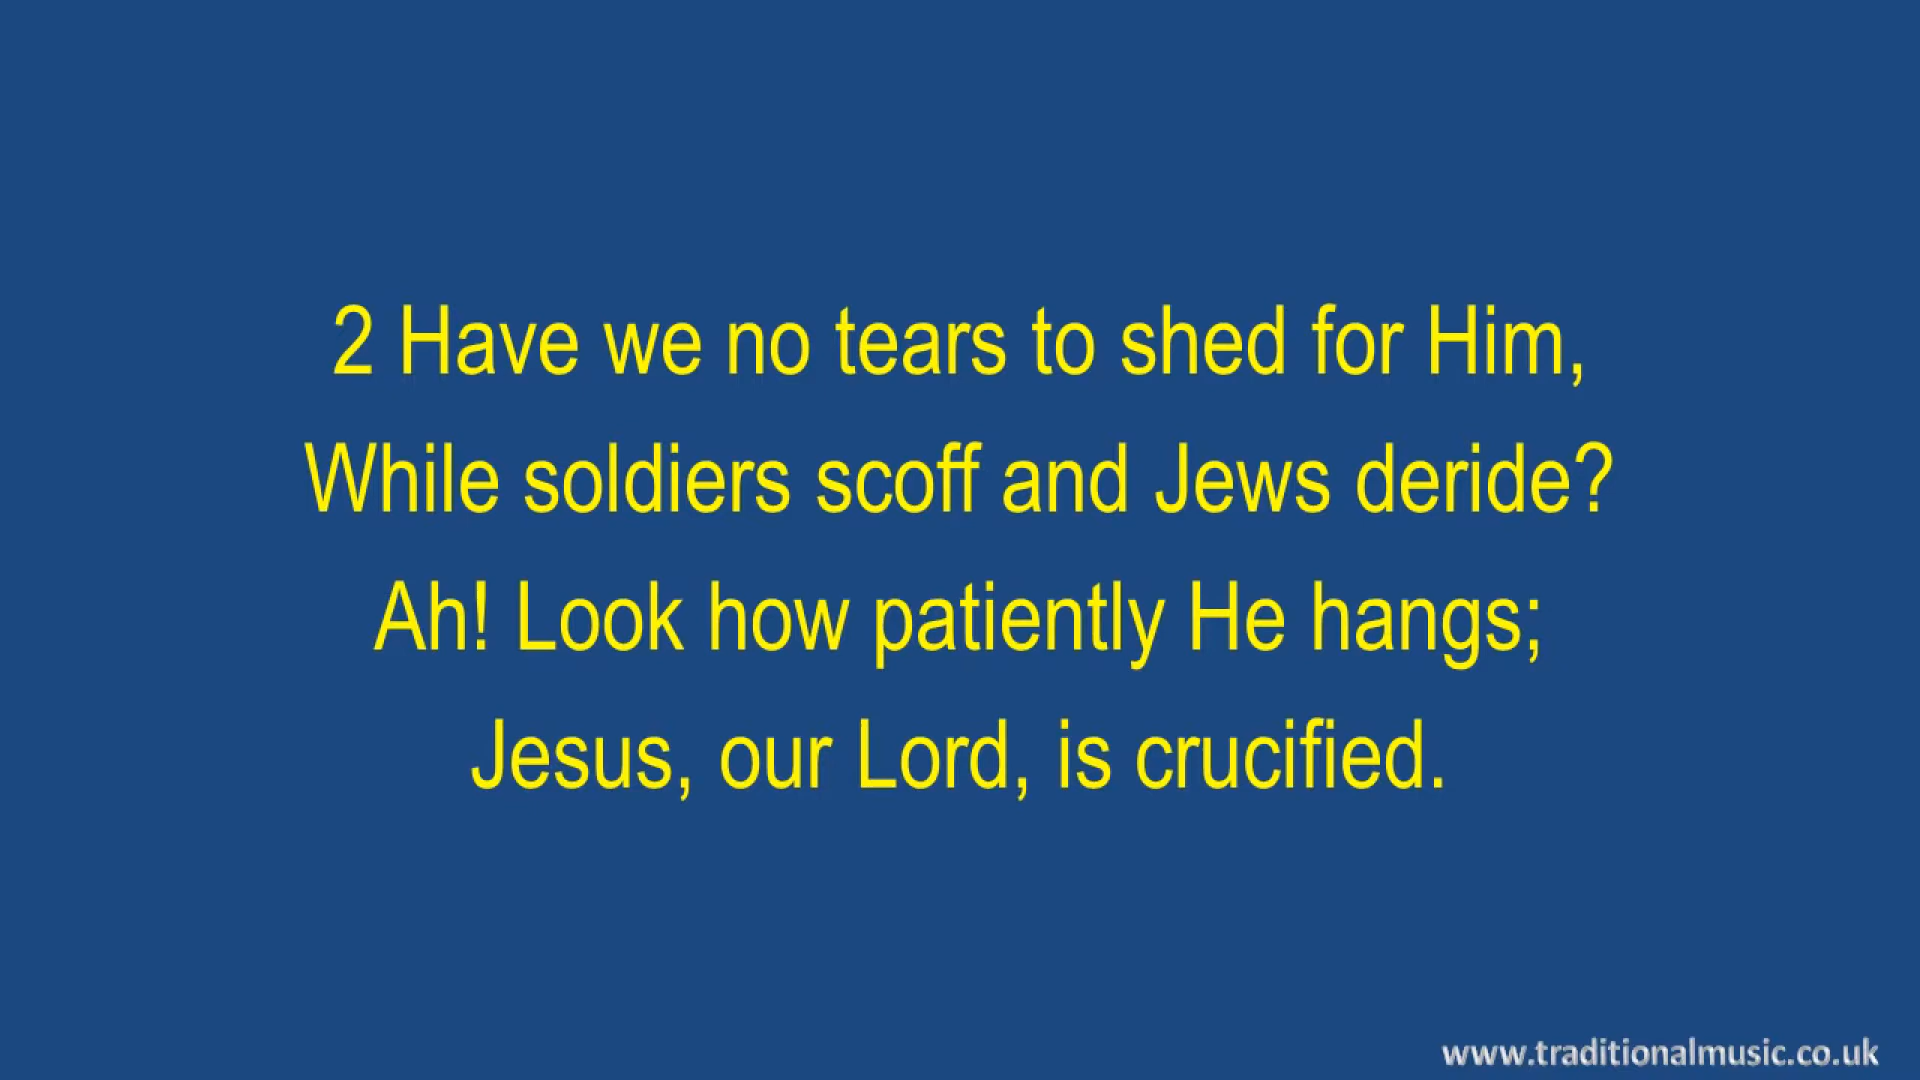 2 Have we no tears to shed for Him,
While soldiers scoff and Jews deride?
Ah! Look how patiently He hangs;
Jesus, our Lord, is crucified.
www.traditionalmusic.co.uk